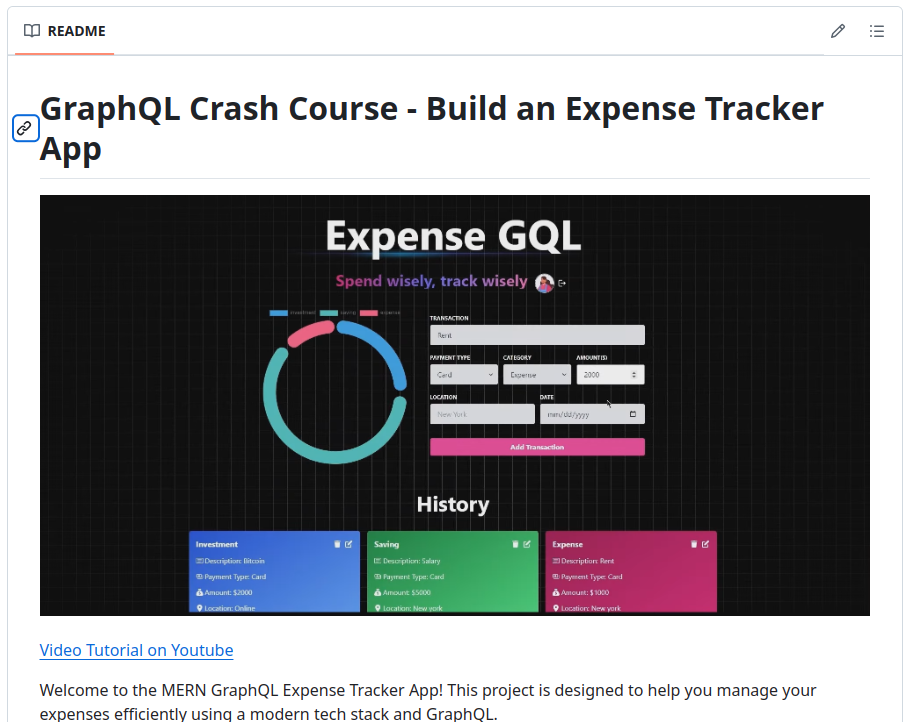 README
GraphQL Crash Course - Build an Expense Tracker
App
Expense GQL
Spend wisely, track wisely
Investment Saving Expense
TRANSACTION
Rent
PAYMENT TYPE CATEGORY AMOUNT($)
Card Expense 2000
LOCATION DATE
New York mm/dd/yyyy
Add Transaction
History
Investment Saving Expense
Description: Bitcoin Description: Salary Description: Rent
Payment Type: Card Payment Type: Card Payment Type: Card
Amount: $2000 Amount: $5000 Amount: $1000
Location: Online Location: New york Location: New york
Video Tutorial on Youtube
Welcome to the MERN GraphQL Expense Tracker App! This project is designed to help you manage your
expenses efficiently using a modern tech stack and GraphQL.